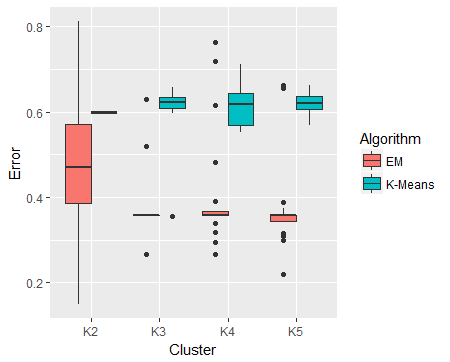 0.8
0.6
0.4
0.2
Error
K2 K3 K4 K5
Cluster
Algorithm
EM
K-Means